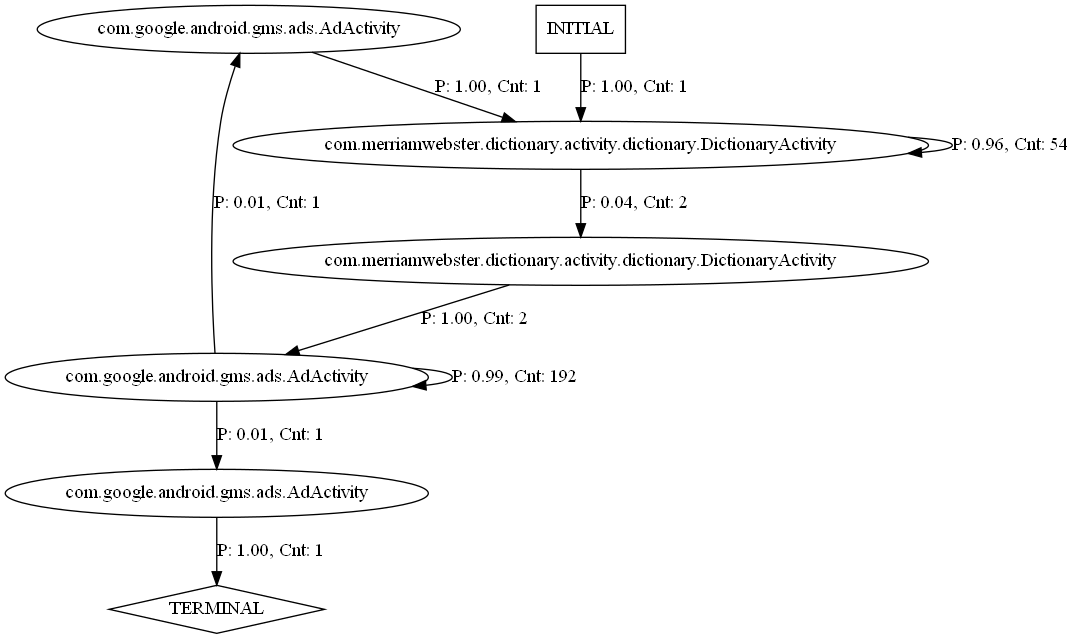 com.google.android.gms.ads.AdActivity
INITIAL
P: 1.00, Cnt: 1
P: 1.00, Cnt: 1
com.merriamwebster.dictionary.activity.dictionary.DictionaryActivity
P: 0.96, Cnt: 54
P: 0.01, Cnt: 1
P: 0.04, Cnt: 2
com.merriamwebster.dictionary.activity.dictionary.DictionaryActivity
P: 1.00, Cnt: 2
com.google.android.gms.ads.AdActivity
P: 0.99, Cnt: 192
P: 0.01, Cnt: 1
com.google.android.gms.ads.AdActivity
P: 1.00, Cnt: 1
TERMINAL